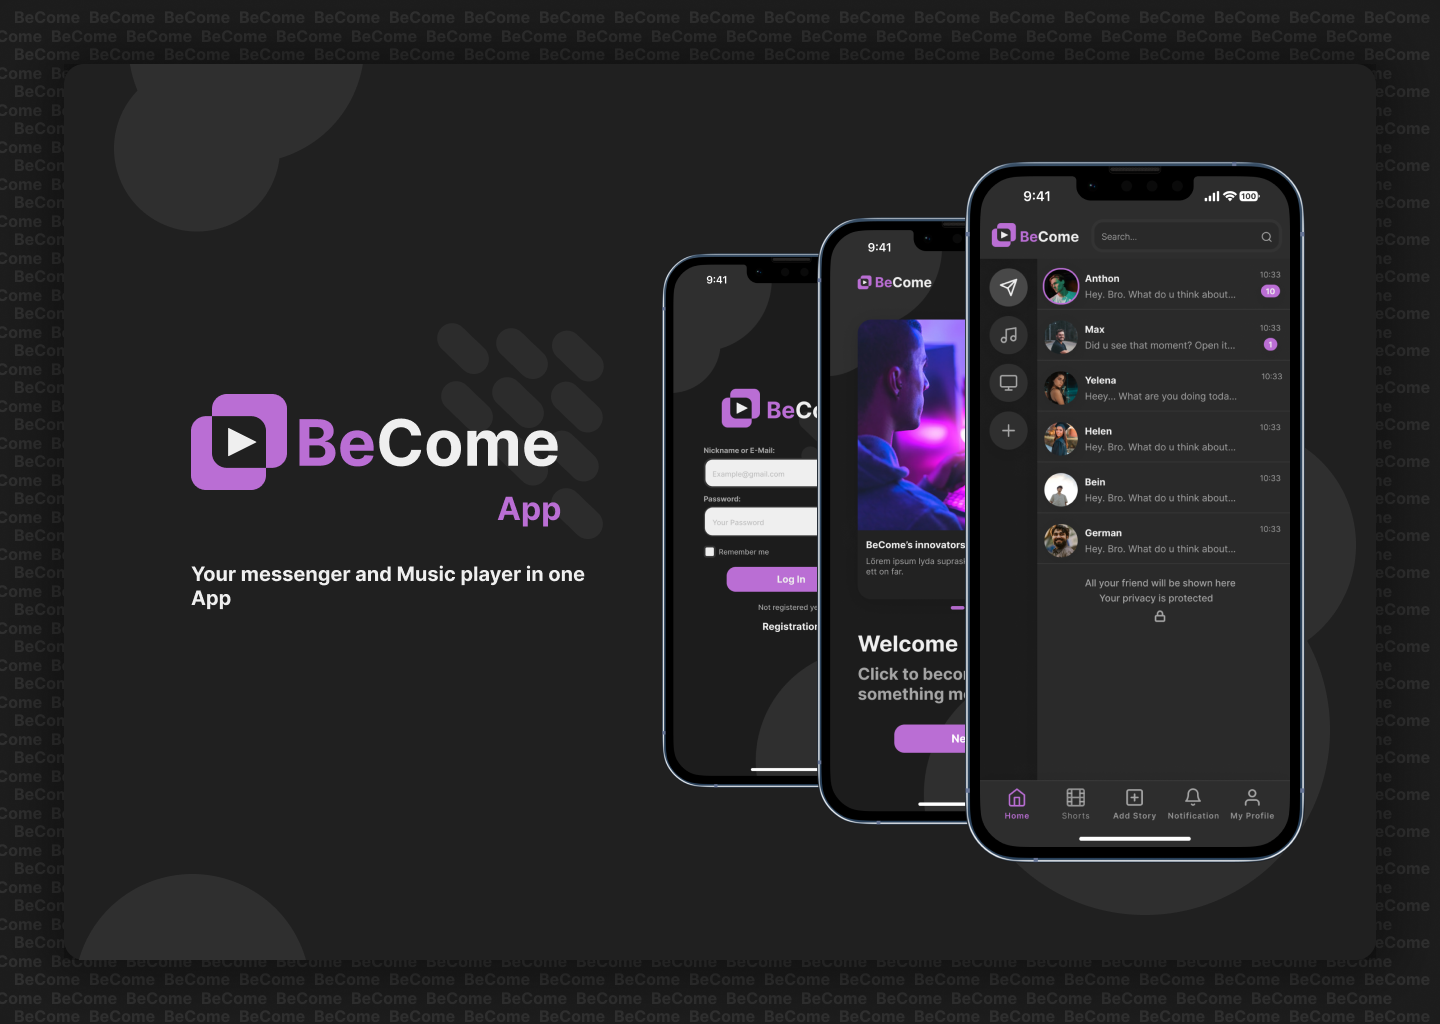 BeCome
App
Your messenger and Music player in one
App
9:41
BeCo
Nickname or E-Mail:
Example@gmail.com
Password:
Your Password
Remember me
Log In
Not registered ye
Registration
9:41
BeCome
BeCome's innovators
Lörem ipsum lyda supras
ett on far.
Welcome
Click to beco
something m
Ne
9:41
100
BeCome
Search...
Anthon
10:33
Hey. Bro. What do u think about...
10
Max
10:33
Did u see that moment? Open it...
1
Yelena
10:33
Heey... What are you doing toda...
Helen
10:33
Hey. Bro. What do u think about...
Bein
10:33
Hey. Bro. What do u think about...
German
10:33
Hey. Bro. What do u think about...
All your friend will be shown here
Your privacy is protected
Home
Shorts
Add Story
Notification
My Profile